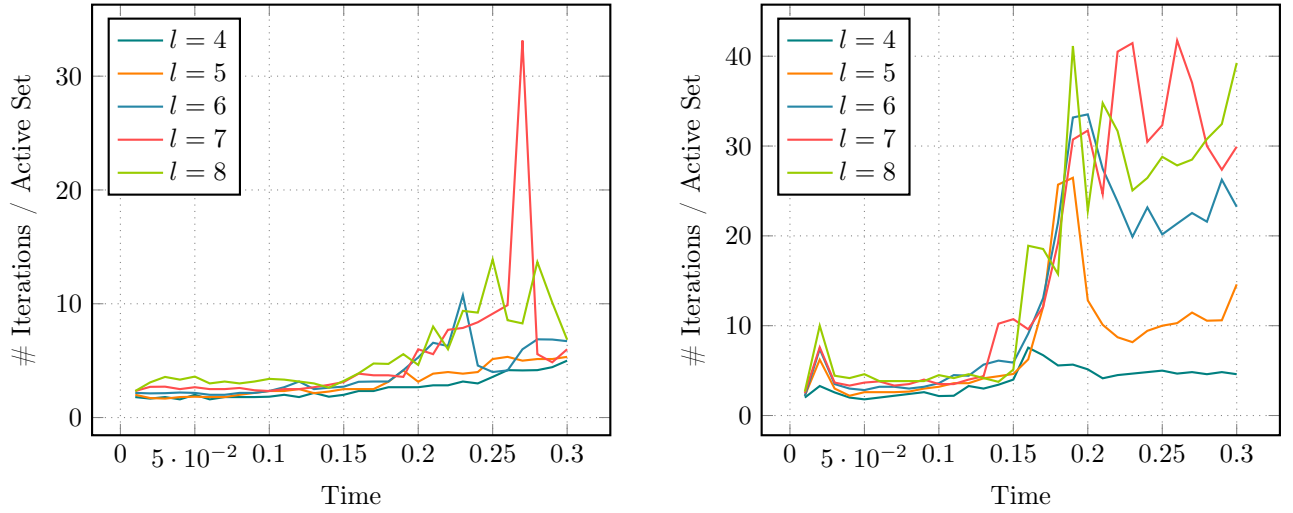 # Iterations / Active Set
30
20
10
0
l = 4
l = 5
l = 6
l = 7
l = 8
0
5 · 10⁻²
0.1
0.15
0.2
0.25
0.3
Time
# Iterations / Active Set
40
30
20
10
0
l = 4
l = 5
l = 6
l = 7
l = 8
0
5 · 10⁻²
0.1
0.15
0.2
0.25
0.3
Time